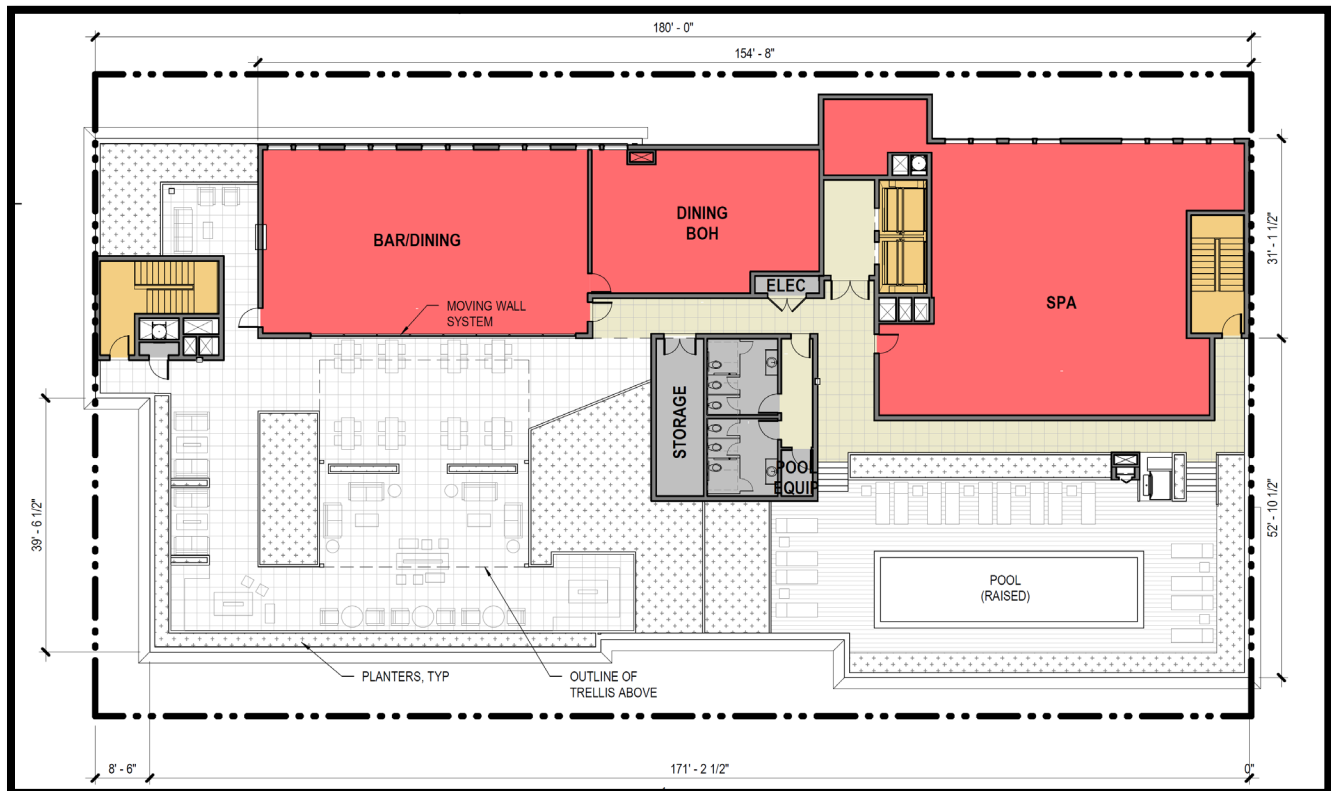 180' - 0"
154' - 8"
DINING
BOH
BAR/DINING
31' - 1 1/2"
ELEC
SPA
MOVING WALL
SYSTEM
STORAGE
POOL
EQUIP
39' - 6 1/2"
52' - 10 1/2"
POOL
(RAISED)
PLANTERS, TYP
OUTLINE OF
TRELLIS ABOVE
8' - 6"
171' - 2 1/2"
0"